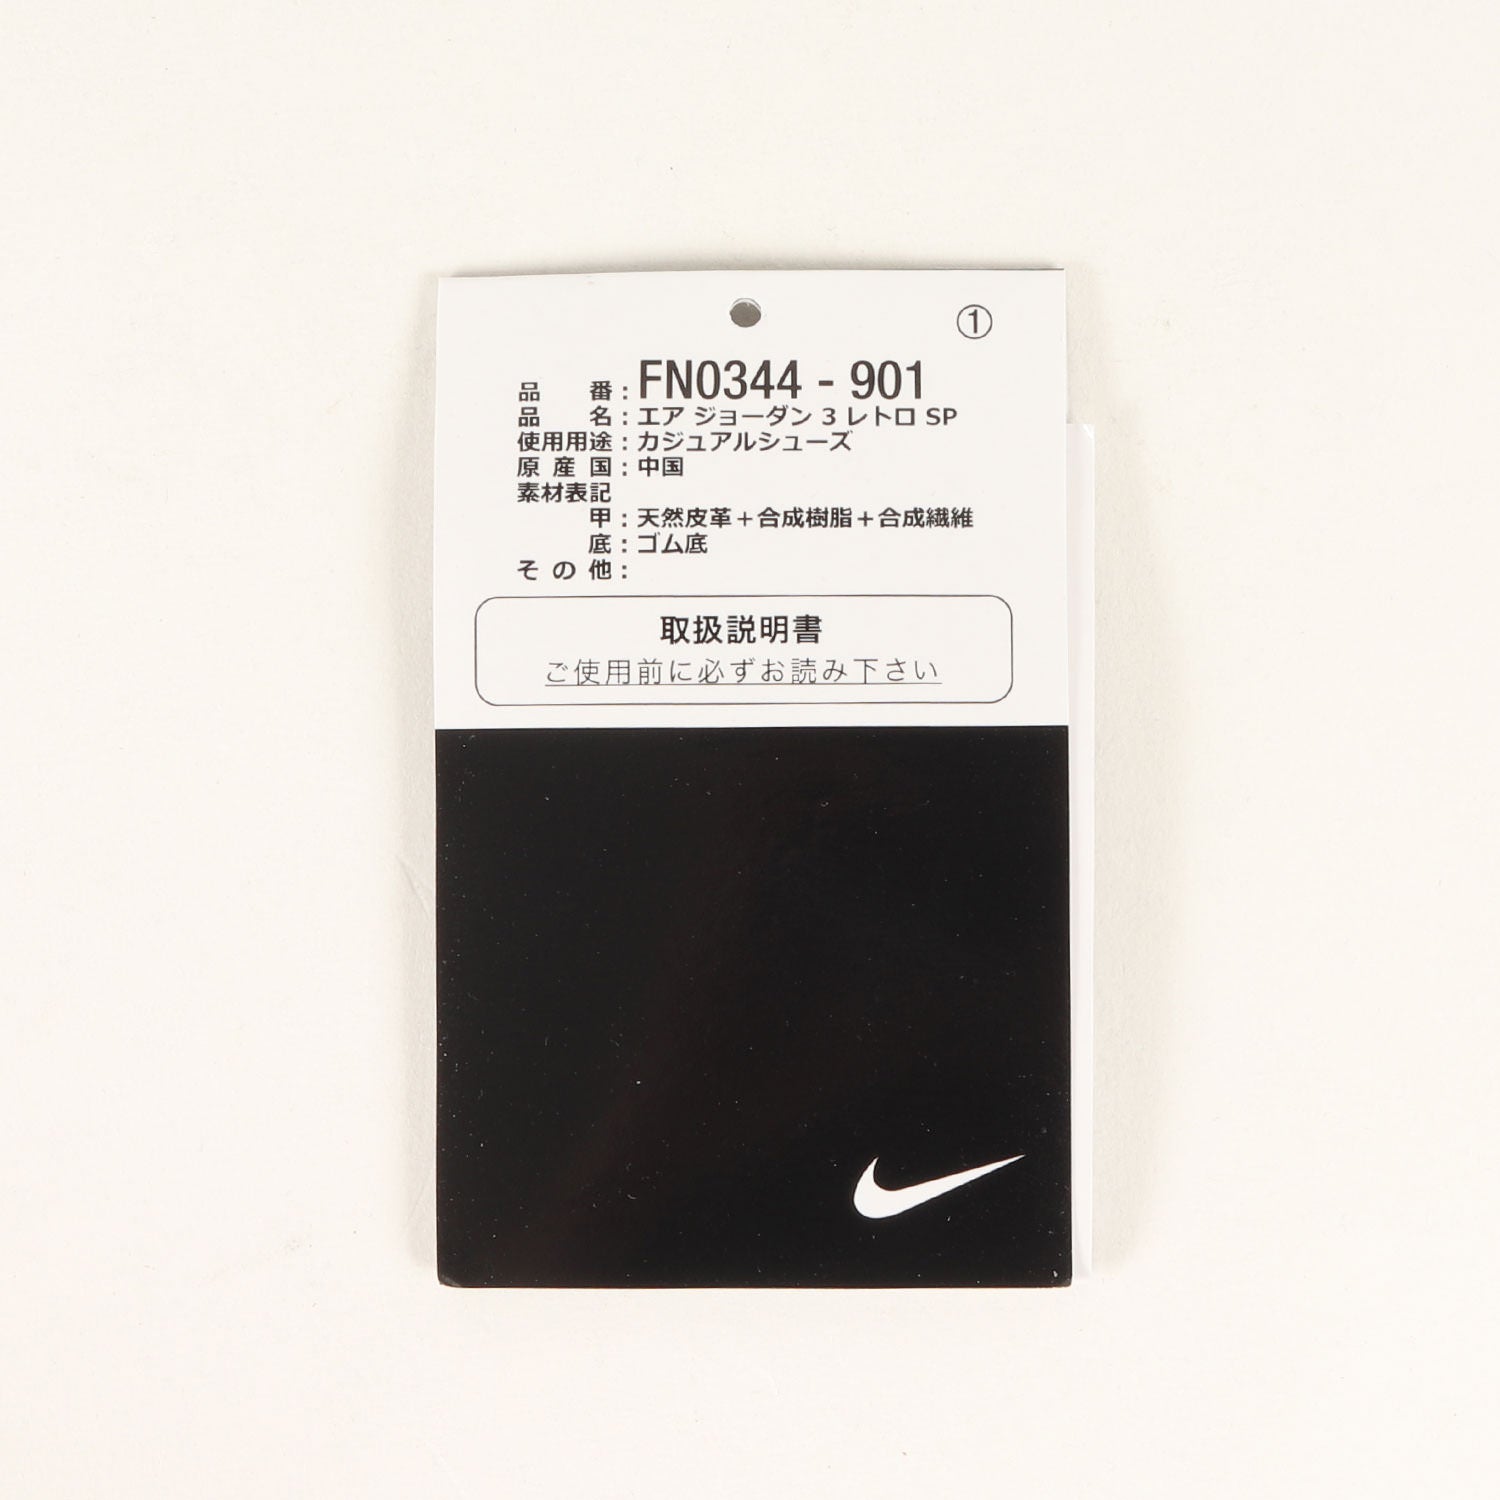 ①
品番：FN0344 - 901
品名：エア ジョーダン 3 レトロ SP
使用用途：カジュアルシューズ
原産国：中国
素材表記
甲：天然皮革＋合成樹脂＋合成繊維
底：ゴム底
その他：
取扱説明書
ご使用前に必ずお読み下さい